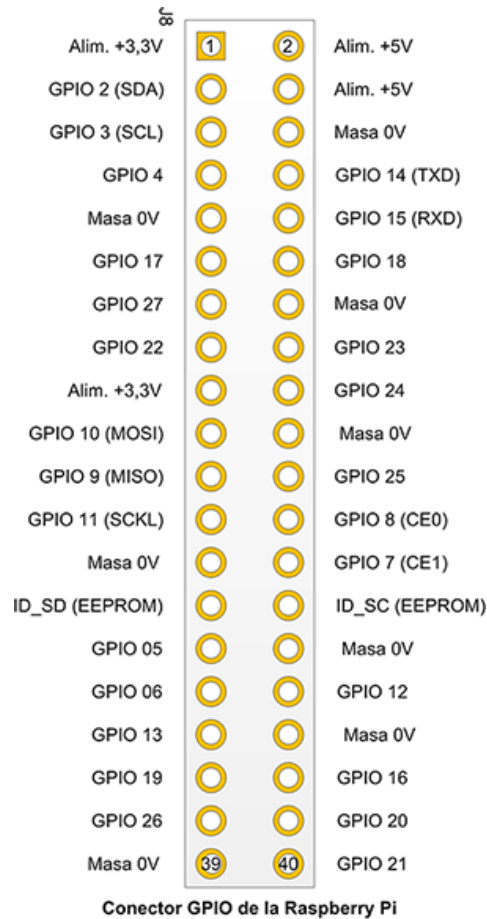 J8
Alim. +3,3V 1 2 Alim. +5V
GPIO 2 (SDA) Alim. +5V
GPIO 3 (SCL) Masa 0V
GPIO 4 GPIO 14 (TXD)
Masa 0V GPIO 15 (RXD)
GPIO 17 GPIO 18
GPIO 27 Masa 0V
GPIO 22 GPIO 23
Alim. +3,3V GPIO 24
GPIO 10 (MOSI) Masa 0V
GPIO 9 (MISO) GPIO 25
GPIO 11 (SCKL) GPIO 8 (CE0)
Masa 0V GPIO 7 (CE1)
ID_SD (EEPROM) ID_SC (EEPROM)
GPIO 05 Masa 0V
GPIO 06 GPIO 12
GPIO 13 Masa 0V
GPIO 19 GPIO 16
GPIO 26 GPIO 20
Masa 0V 39 40 GPIO 21
Conector GPIO de la Raspberry Pi